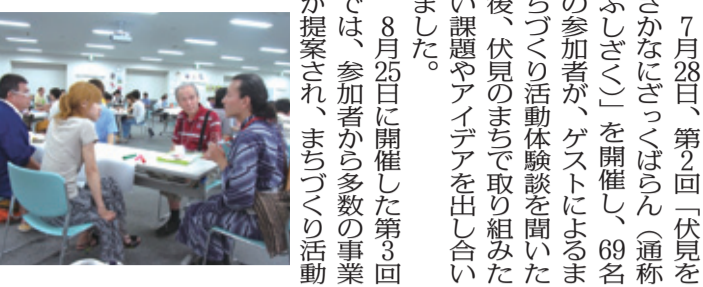 7月28日、第2回「伏見を
さかなにざっくばらん（通称
ふしざく）」を開催し、69名
の参加者が、ゲストによるま
ちづくり活動体験談を聞いた
後、伏見のまちで取り組みた
い課題やアイデアを出し合い
ました。
8月25日に開催した第3回
では、参加者から多数の事業
が提案され、まちづくり活動